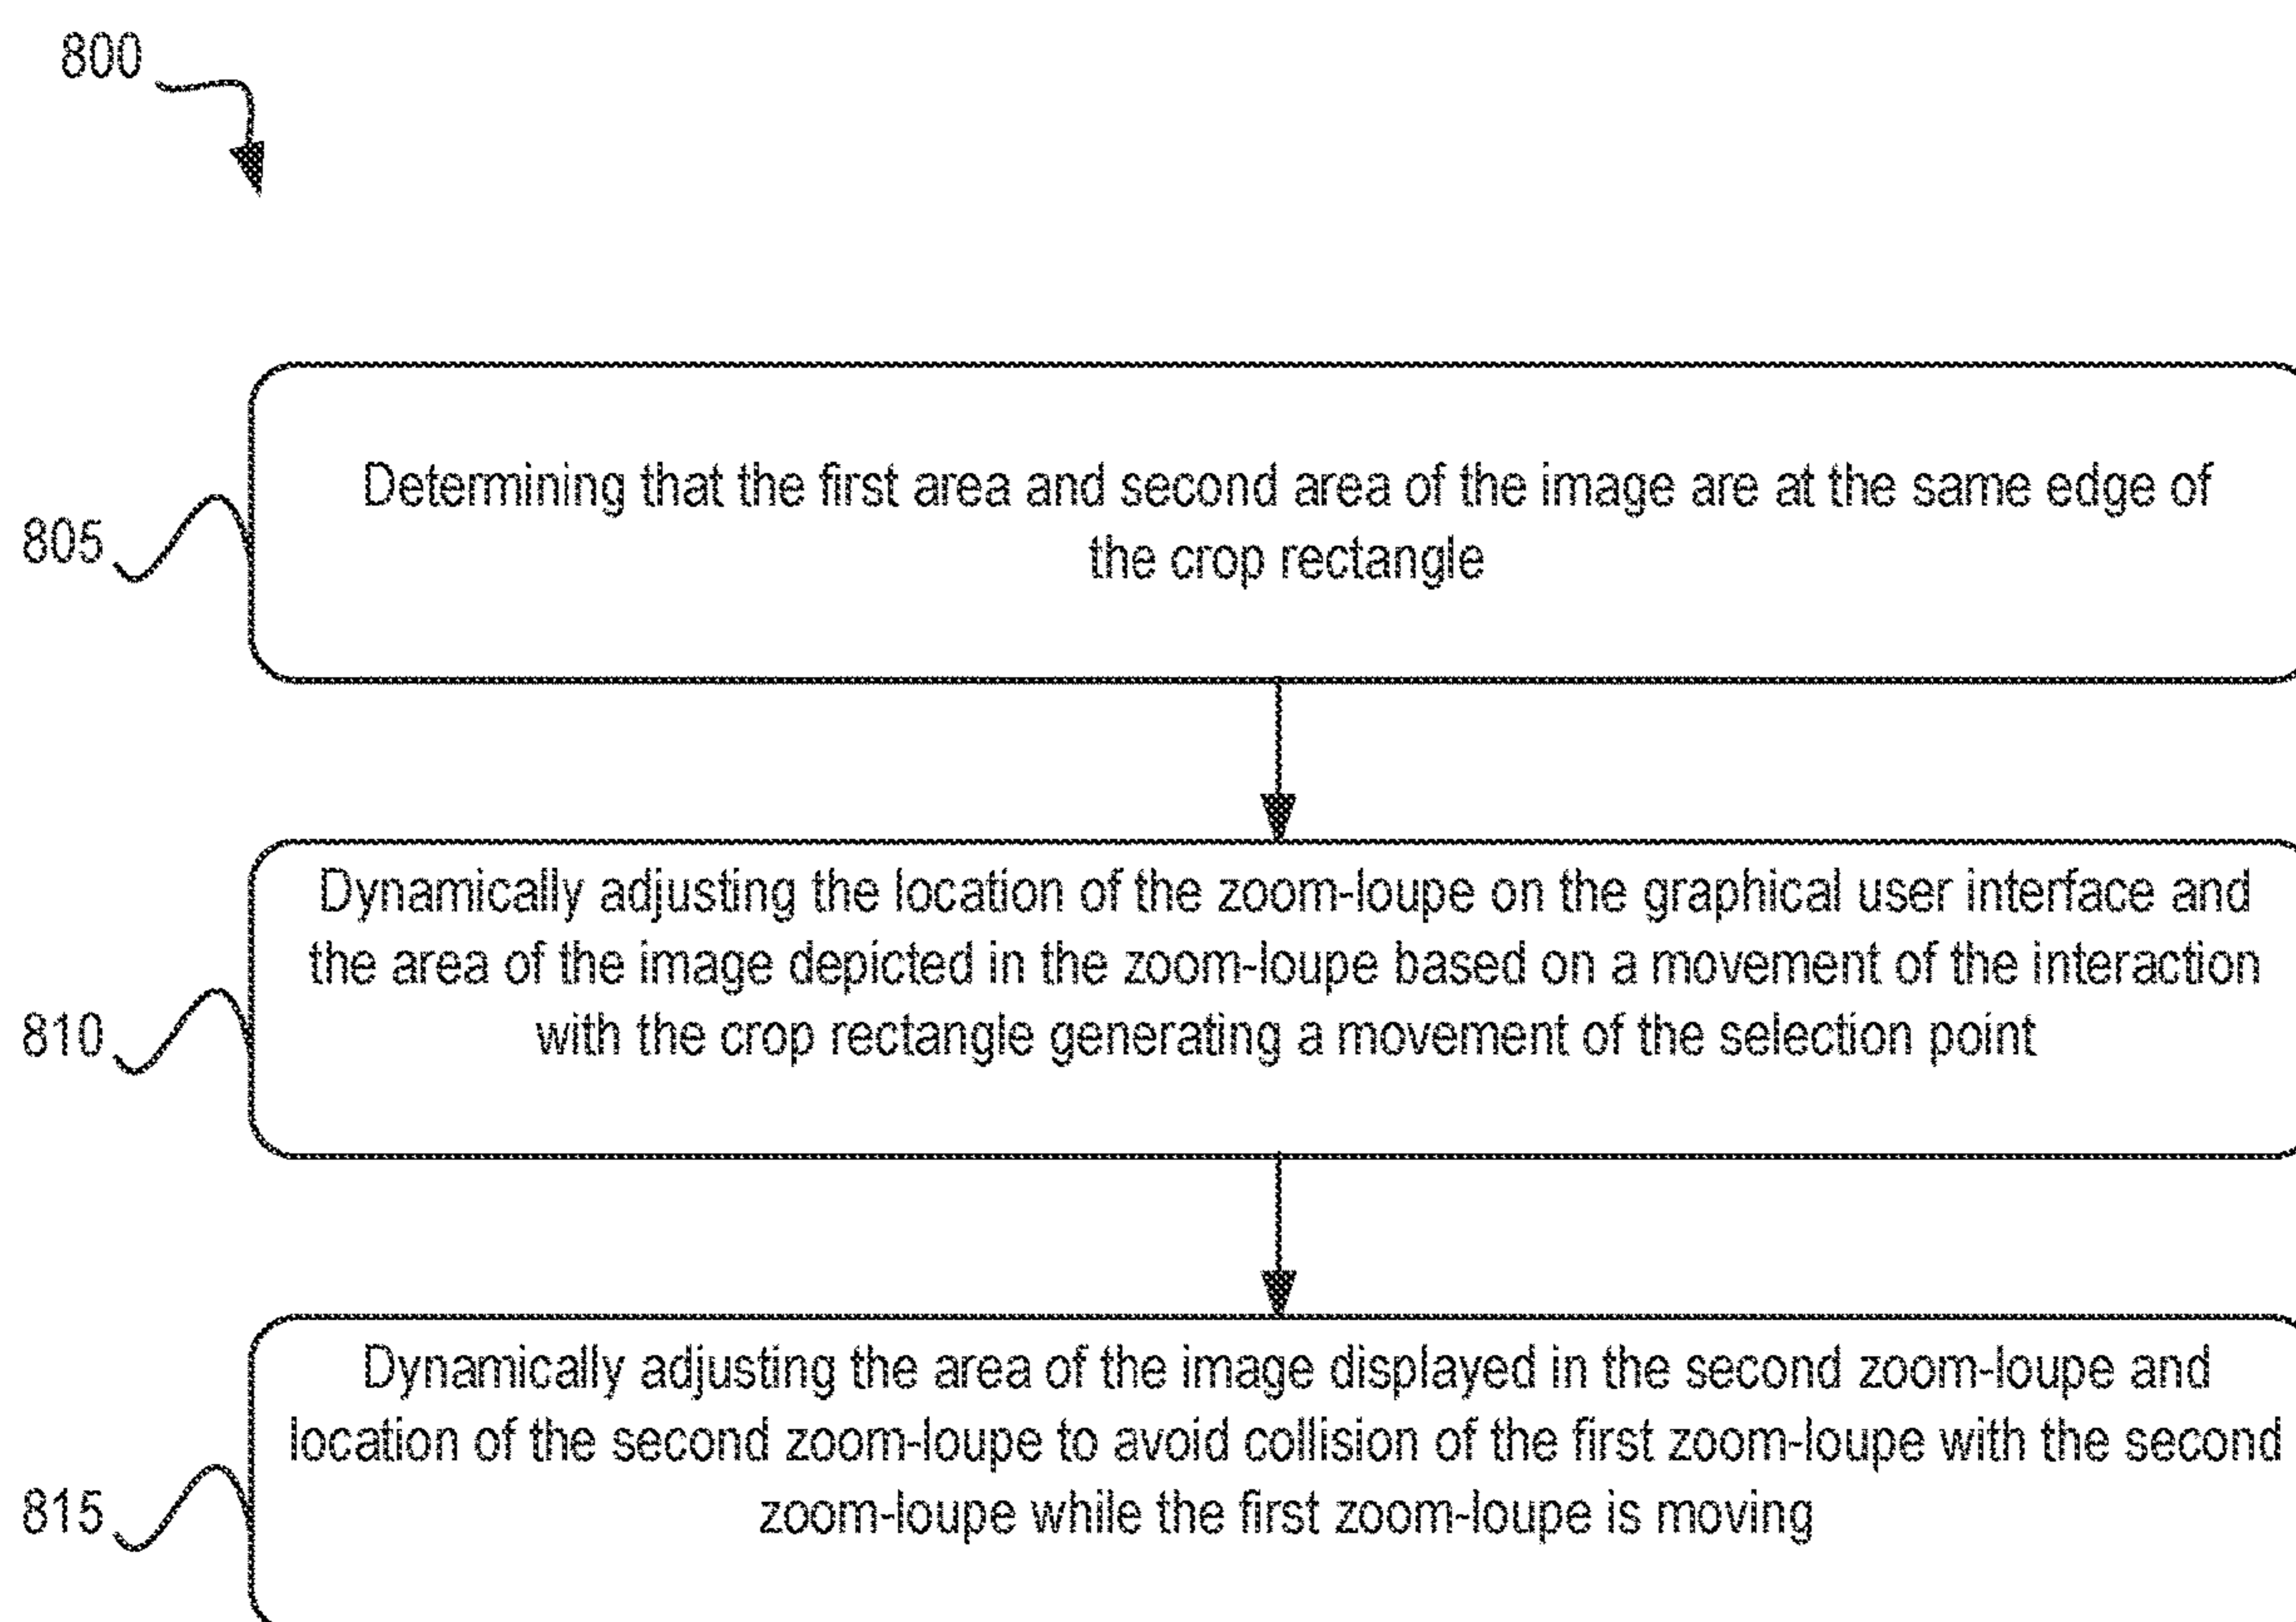 800
805
Determining that the first area and second area of the image are at the same edge of
the crop rectangle
810
Dynamically adjusting the location of the zoom-loupe on the graphical user interface and
the area of the image depicted in the zoom-loupe based on a movement of the interaction
with the crop rectangle generating a movement of the selection point
815
Dynamically adjusting the area of the image displayed in the second zoom-loupe and
location of the second zoom-loupe to avoid collision of the first zoom-loupe with the second
zoom-loupe while the first zoom-loupe is moving